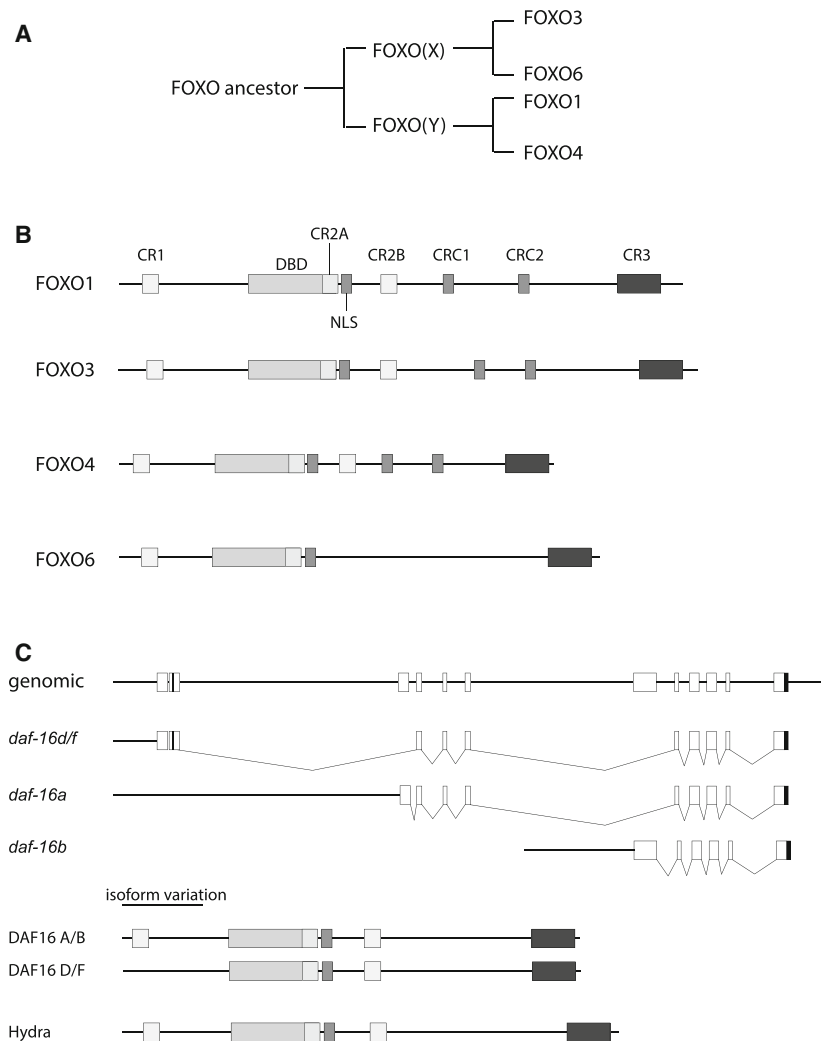 A
FOXO ancestor
FOXO(X)
FOXO(Y)
FOXO3
FOXO6
FOXO1
FOXO4
B
CR1
DBD
CR2A
CR2B
CRC1
CRC2
CR3
FOXO1
NLS
FOXO3
FOXO4
FOXO6
C
genomic
daf-16d/f
daf-16a
daf-16b
isoform variation
DAF16 A/B
DAF16 D/F
Hydra